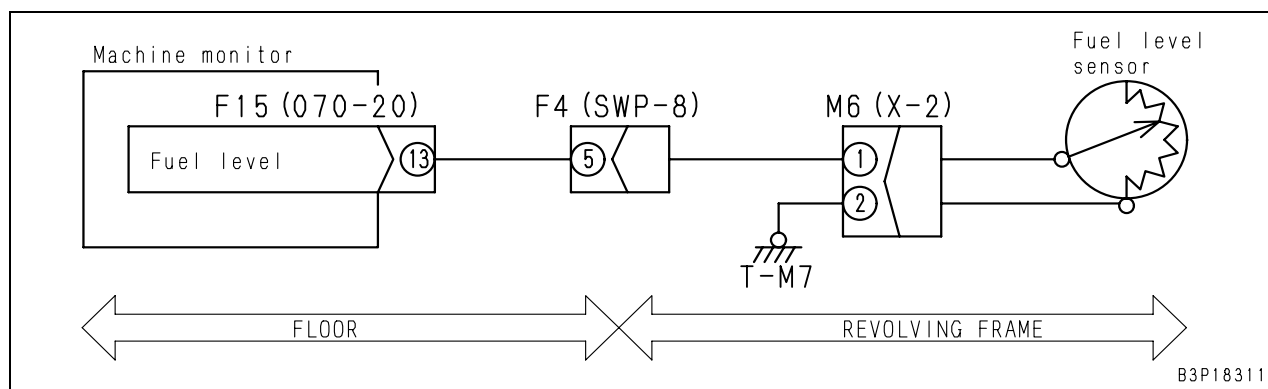 Machine monitor
Fuel level
sensor
F15 (070-20)
F4 (SWP-8)
M6 (X-2)
Fuel level
13
5
1
2
T-M7
FLOOR
REVOLVING FRAME
B3P18311